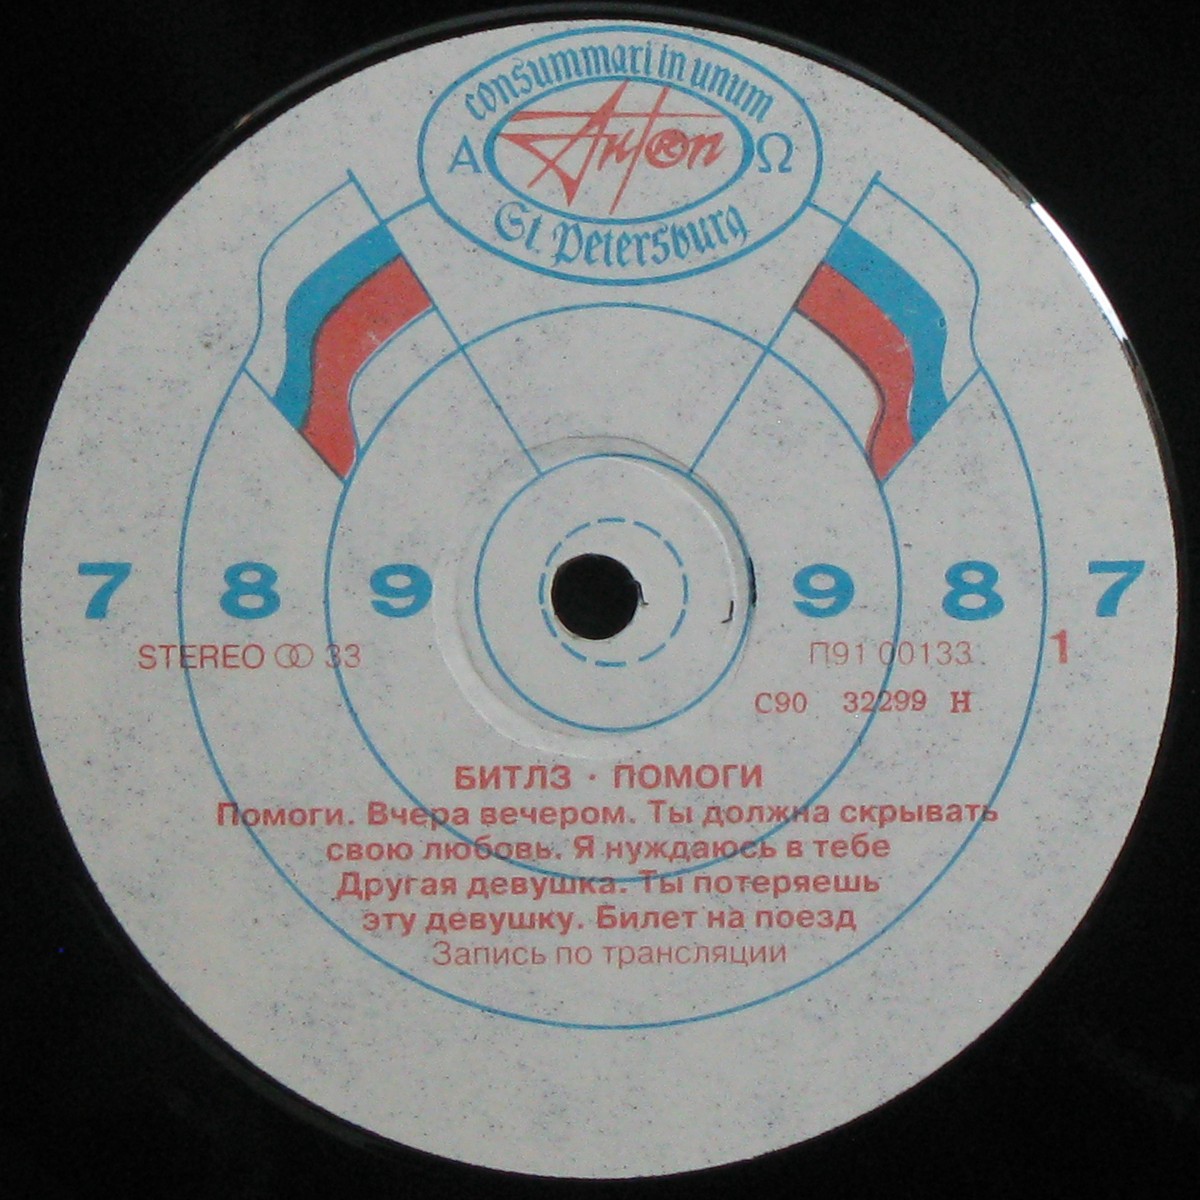 consummari in unum
Α Anton Ω
St. Petersburg
7 8 9 9 8 7
STEREO 33 П91 00133 1
С90 32299 Н
БИТЛЗ · ПОМОГИ
Помоги. Вчера вечером. Ты должна скрывать
свою любовь. Я нуждаюсь в тебе
Другая девушка. Ты потеряешь
эту девушку. Билет на поезд
Запись по трансляции